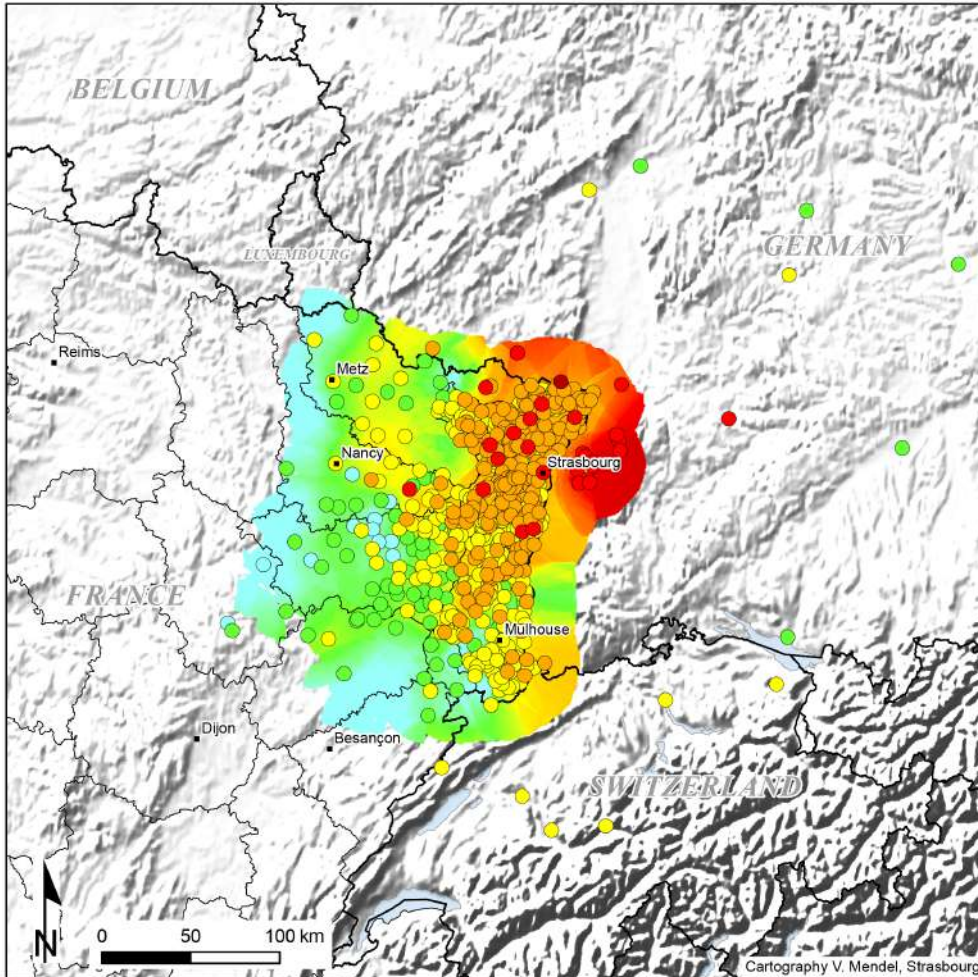 BELGIUM
GERMANY
LUXEMBOURG
Reims
Metz
Nancy
Strasbourg
FRANCE
Mulhouse
Dijon
Besançon
SWITZERLAND
N
0 50 100 km
Cartography V, Mendel, Strasbourg